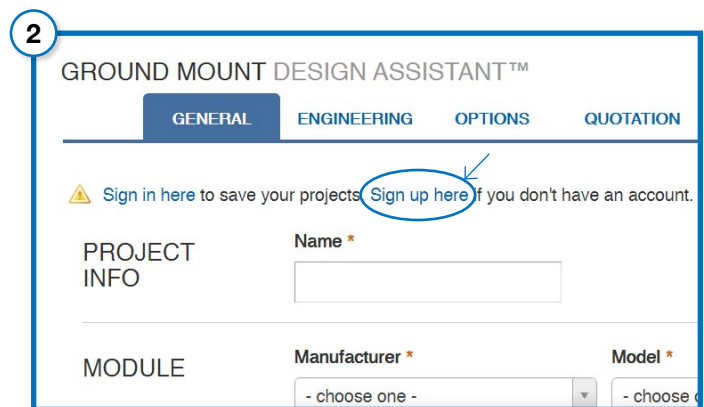 2
GROUND MOUNT DESIGN ASSISTANT™
GENERAL ENGINEERING OPTIONS QUOTATION
Sign in here to save your projects. Sign up here if you don't have an account.
PROJECT INFO
Name *
MODULE
Manufacturer *
Model *
- choose one -
- choose